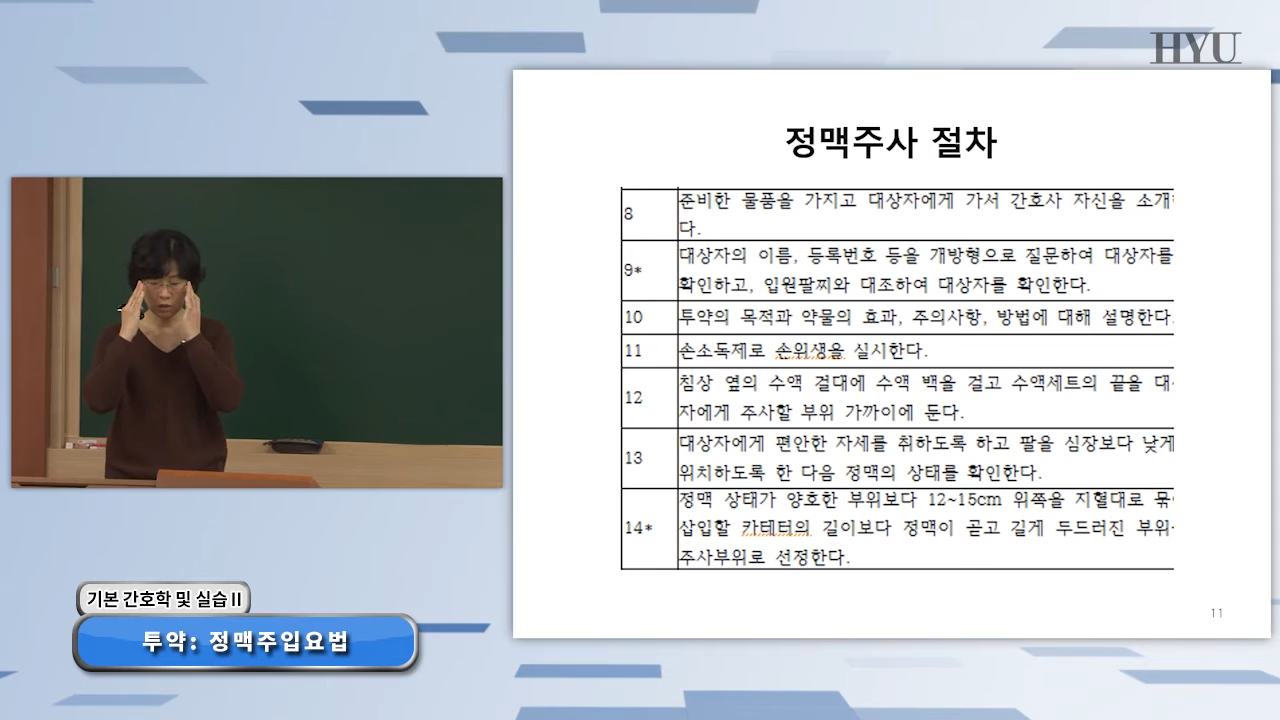 HYU
정맥주사 절차
8 준비한 물품을 가지고 대상자에게 가서 간호사 자신을
다.
9* 대상자의 이름, 등록번호 등을 개방형으로 질문하여 대상자를
확인하고, 입원팔찌와 대조하여 대상자를 확인한다.
10 투약의 목적과 약물의 효과, 주의사항, 방법에 대해 설명한다.
11 손소독제로 손위생을 실시한다.
12 침상 옆의 수액 걸대에 수액 백을 걸고 수액세트의 끝을
자에게 주사할 부위 가까이에 둔다.
13 대상자에게 편안한 자세를 취하도록 하고 팔을 심장보다 낮게
위치하도록 한 다음 정맥의 상태를 확인한다.
14* 정맥 상태가 양호한 부위보다 12~15cm 위쪽을 지혈대로
삽입할 카테터의 길이보다 정맥이 곧고 길게 두드러진
주사부위로 선정한다.
11
기본 간호학 및 실습 II
투약: 정맥주입요법